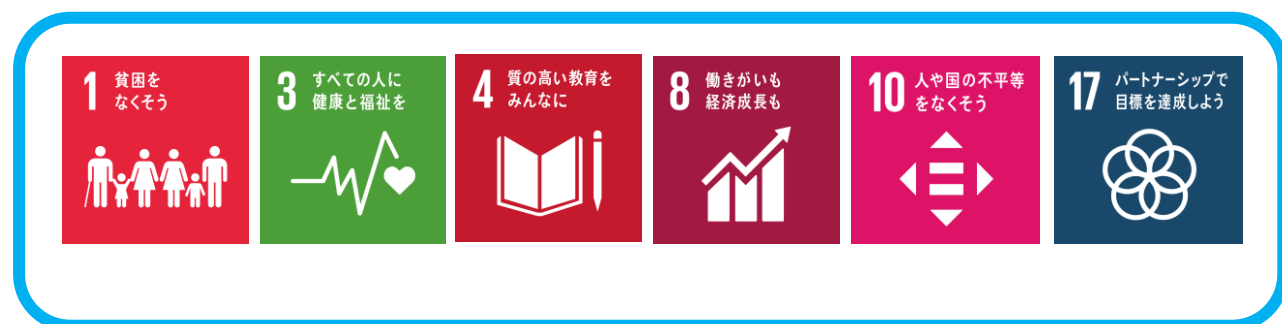 1 貧困を
なくそう
3 すべての人に
健康と福祉を
4 質の高い教育を
みんなに
8 働きがいも
経済成長も
10 人や国の不平等
をなくそう
17 パートナーシップで
目標を達成しよう